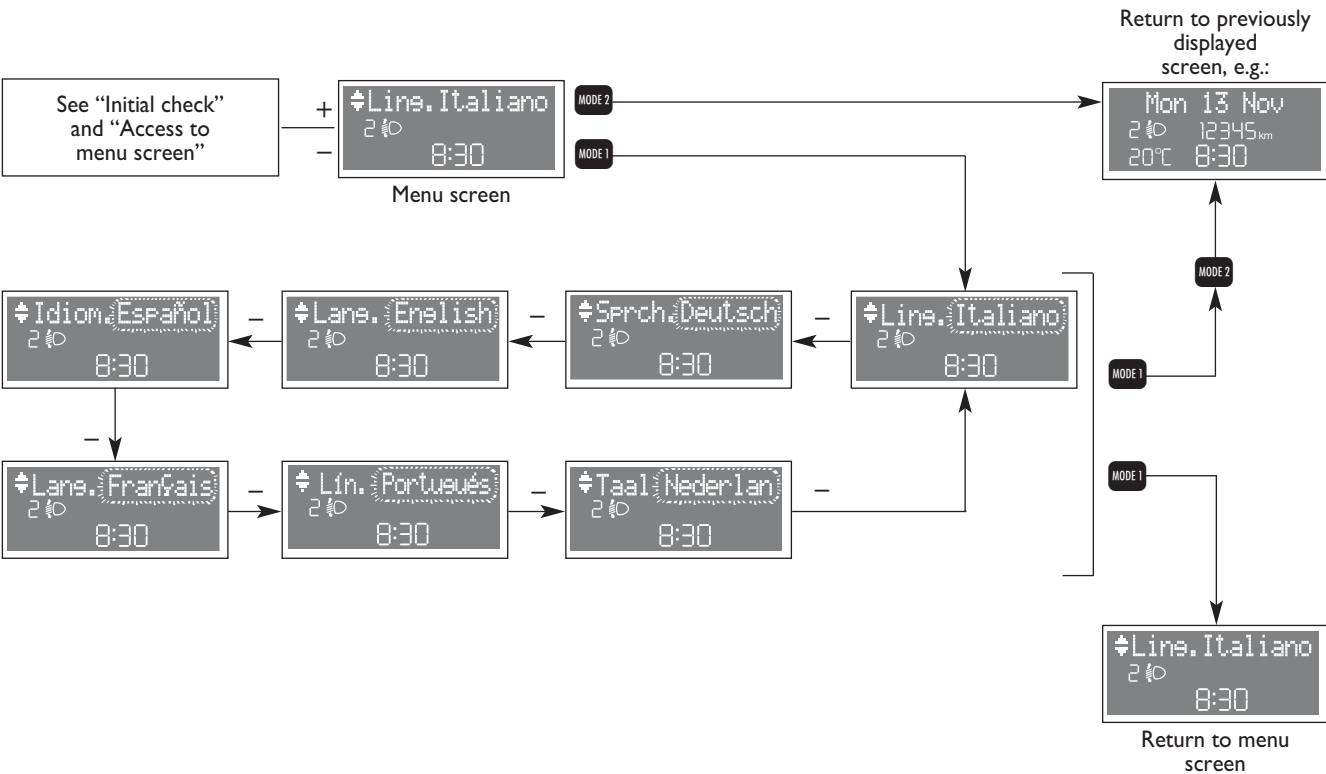 Return to previously
displayed
screen, e.g.:
See “Initial check”
and “Access to
menu screen”
+
–
Ling.Italiano
2
8:30
Menu screen
MODE 2
MODE 1
Mon 13 Nov
2 12345 km
20°C 8:30
MODE 2
Idiom.Español
2
8:30
–
Lang.English
2
8:30
–
Sprch.Deutsch
2
8:30
–
Ling.Italiano
2
8:30
MODE 1
–
Lang.Français
2
8:30
–
Lín.Português
2
8:30
–
Taal Nederlan
2
8:30
–
MODE 1
Ling.Italiano
2
8:30
Return to menu
screen